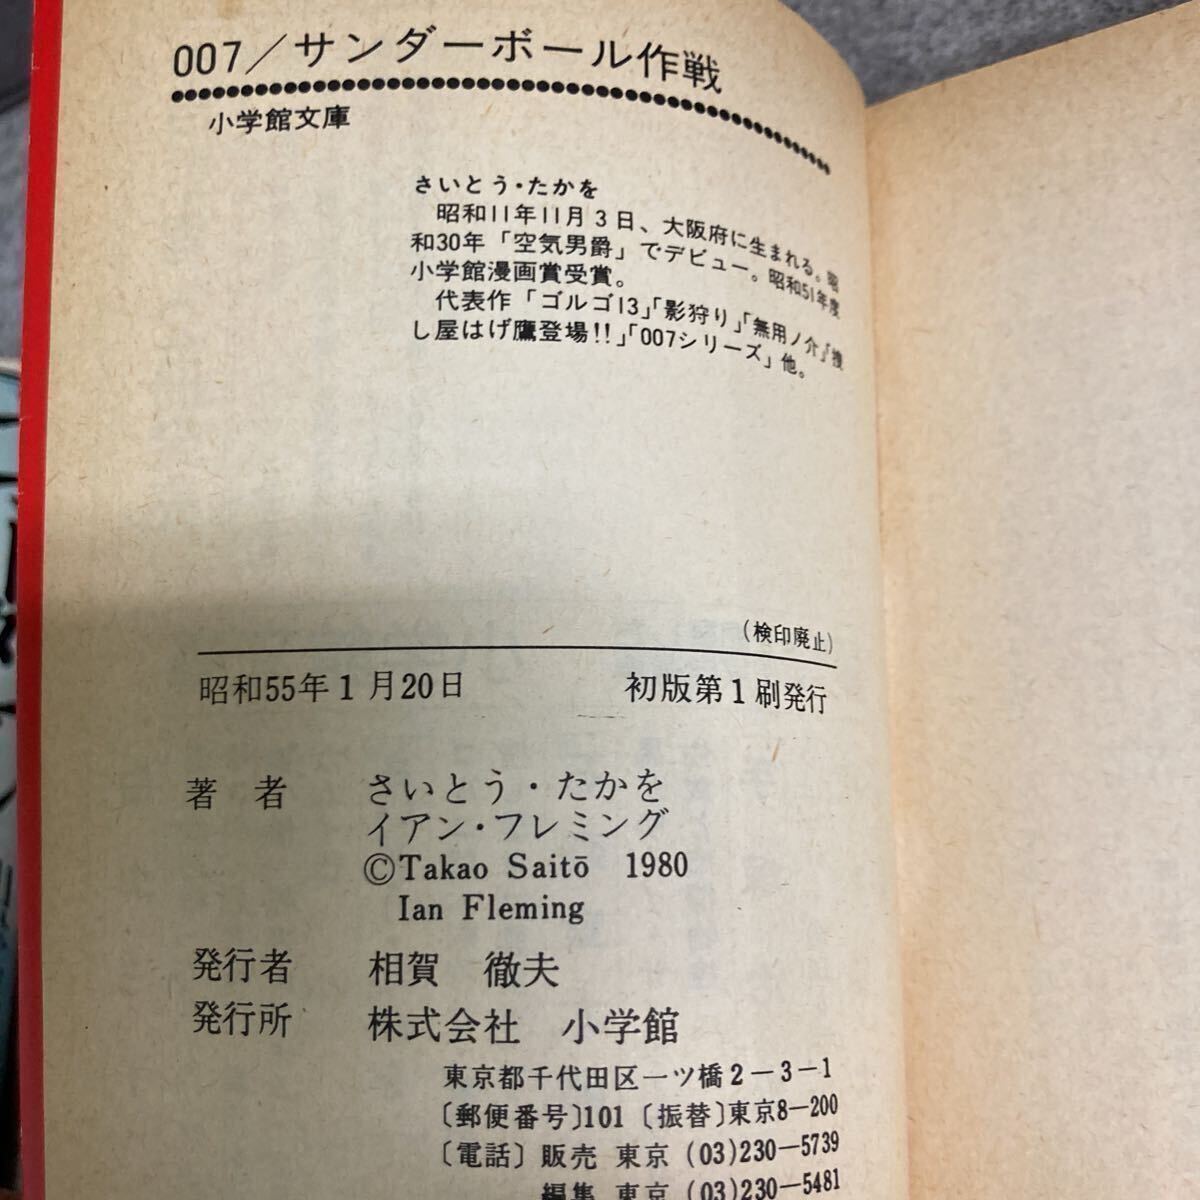 007／サンダーボール作戦
小学館文庫
さいとう・たかを
昭和11年11月3日、大阪府に生まれる。昭
和30年「空気男爵」でデビュー。昭和51年度
小学館漫画賞受賞。
代表作「ゴルゴ13」「影狩り」「無用ノ介」「捜
し屋はげ鷹登場!!」「007シリーズ」他。
（検印廃止）
昭和55年1月20日 初版第1刷発行
著者 さいとう・たかを
イアン・フレミング
©Takao Saitō 1980
Ian Fleming
発行者 相賀 徹夫
発行所 株式会社 小学館
東京都千代田区一ツ橋2－3－1
〔郵便番号〕101〔振替〕東京8－200
〔電話〕販売 東京 (03)230－5739
編集 東京 (03)230－5481